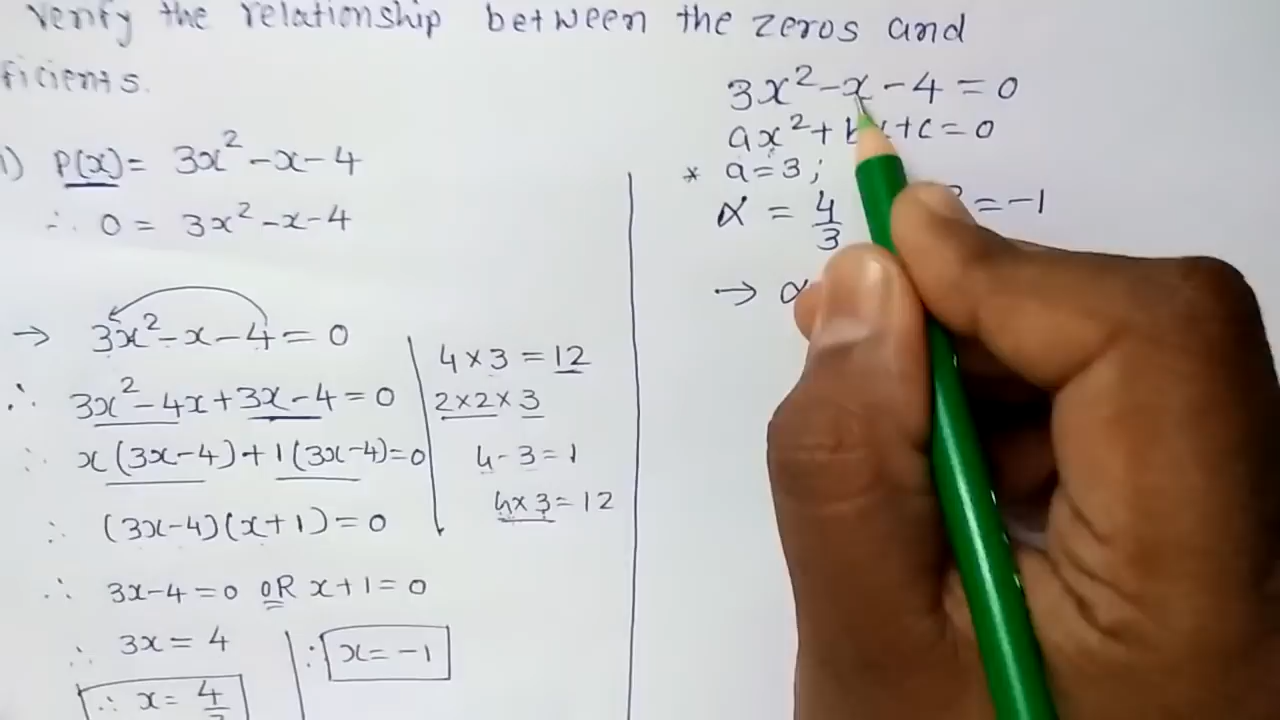 verify the relationship between the zeros and
ficients.
1) P(x) = 3x² - x - 4
∴ 0 = 3x² - x - 4
→ 3x² - x - 4 = 0
∴ 3x² - 4x + 3x - 4 = 0
∴ x(3x - 4) + 1(3x - 4) = 0
∴ (3x - 4)(x + 1) = 0
∴ 3x - 4 = 0 OR x + 1 = 0
∴ 3x = 4
∴ x = 4/3
∴ x = -1
4 × 3 = 12
2 × 2 × 3
4 - 3 = 1
4 × 3 = 12
3x² - x - 4 = 0
ax² + bx + c = 0
* a = 3 ;
α = 4/3 = -1
→ α